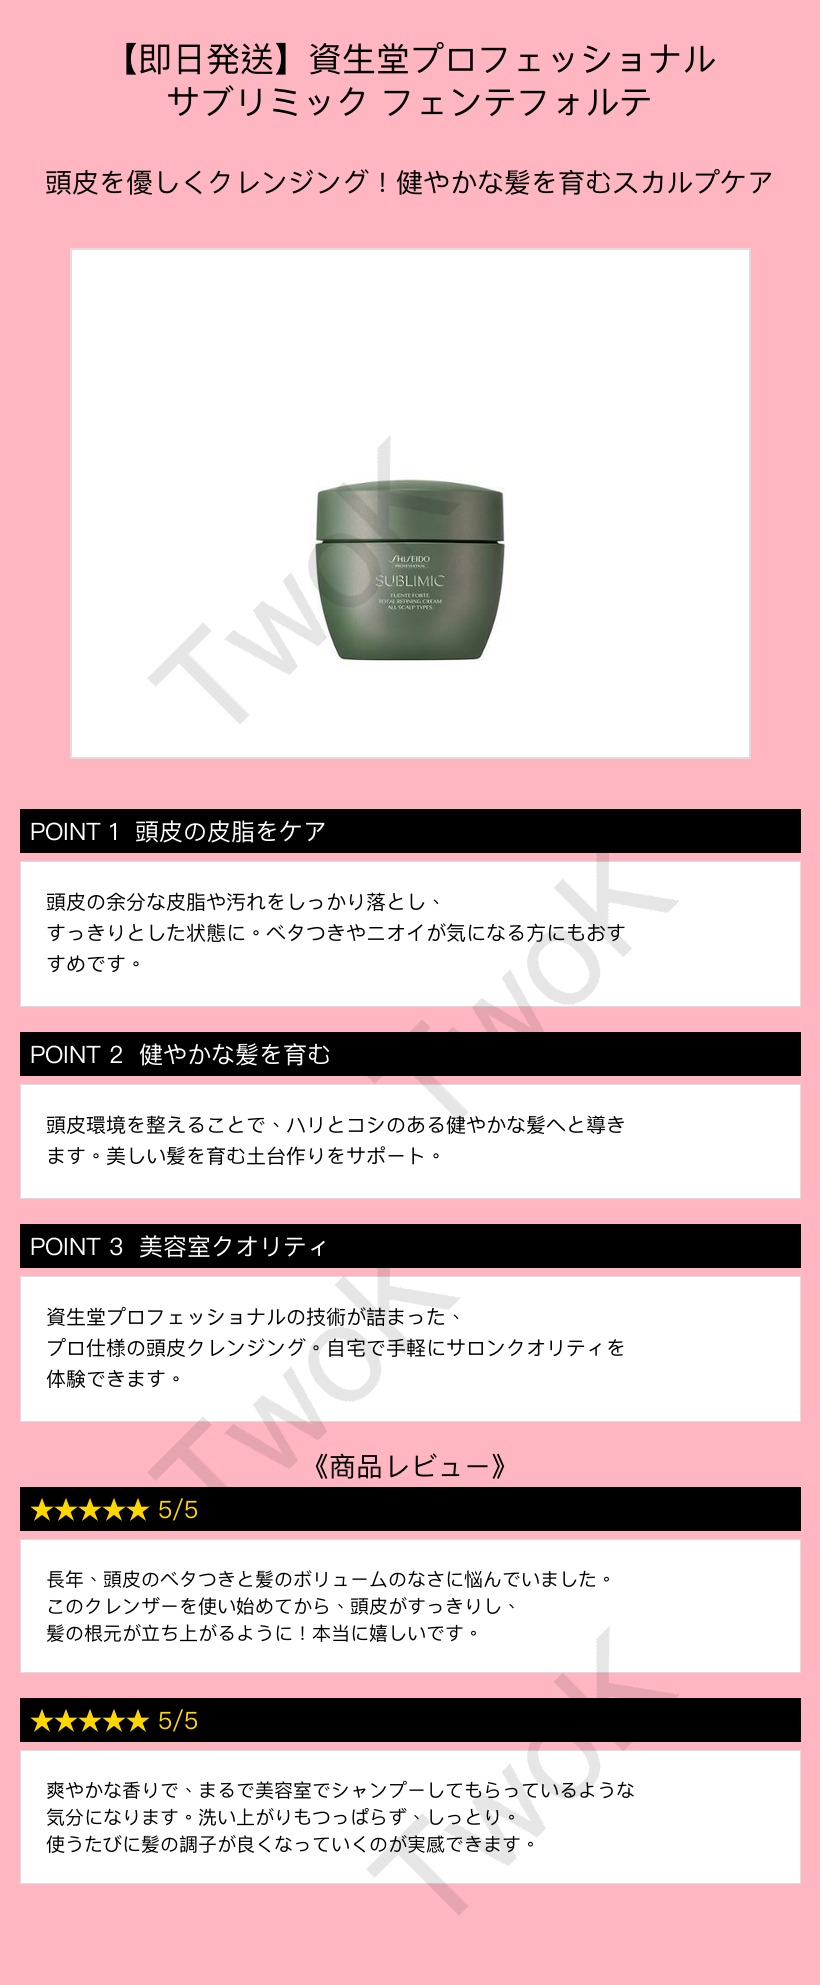 【即日発送】資生堂プロフェッショナル
サブリミック フェンテフォルテ
頭皮を優しくクレンジング！健やかな髪を育むスカルプケア
SHISEIDO
PROFESSIONAL
SUBLIMIC
FUENTE FORTE
TOTAL REFINING CREAM
ALL SCALP TYPES
TwoK
POINT 1 頭皮の皮脂をケア
頭皮の余分な皮脂や汚れをしっかり落とし、
すっきりとした状態に。ベタつきやニオイが気になる方にもおす
すめです。
TwoK
POINT 2 健やかな髪を育む
頭皮環境を整えることで、ハリとコシのある健やかな髪へと導き
ます。美しい髪を育む土台作りをサポート。
POINT 3 美容室クオリティ
資生堂プロフェッショナルの技術が詰まった、
プロ仕様の頭皮クレンジング。自宅で手軽にサロンクオリティを
体験できます。
TwoK
《商品レビュー》
★★★★★ 5/5
長年、頭皮のベタつきと髪のボリュームのなさに悩んでいました。
このクレンザーを使い始めてから、頭皮がすっきりし、
髪の根元が立ち上がるように！本当に嬉しいです。
★★★★★ 5/5
爽やかな香りで、まるで美容室でシャンプーしてもらっているような
気分になります。洗い上がりもつっぱらず、しっとり。
使うたびに髪の調子が良くなっていくのが実感できます。
TwoK